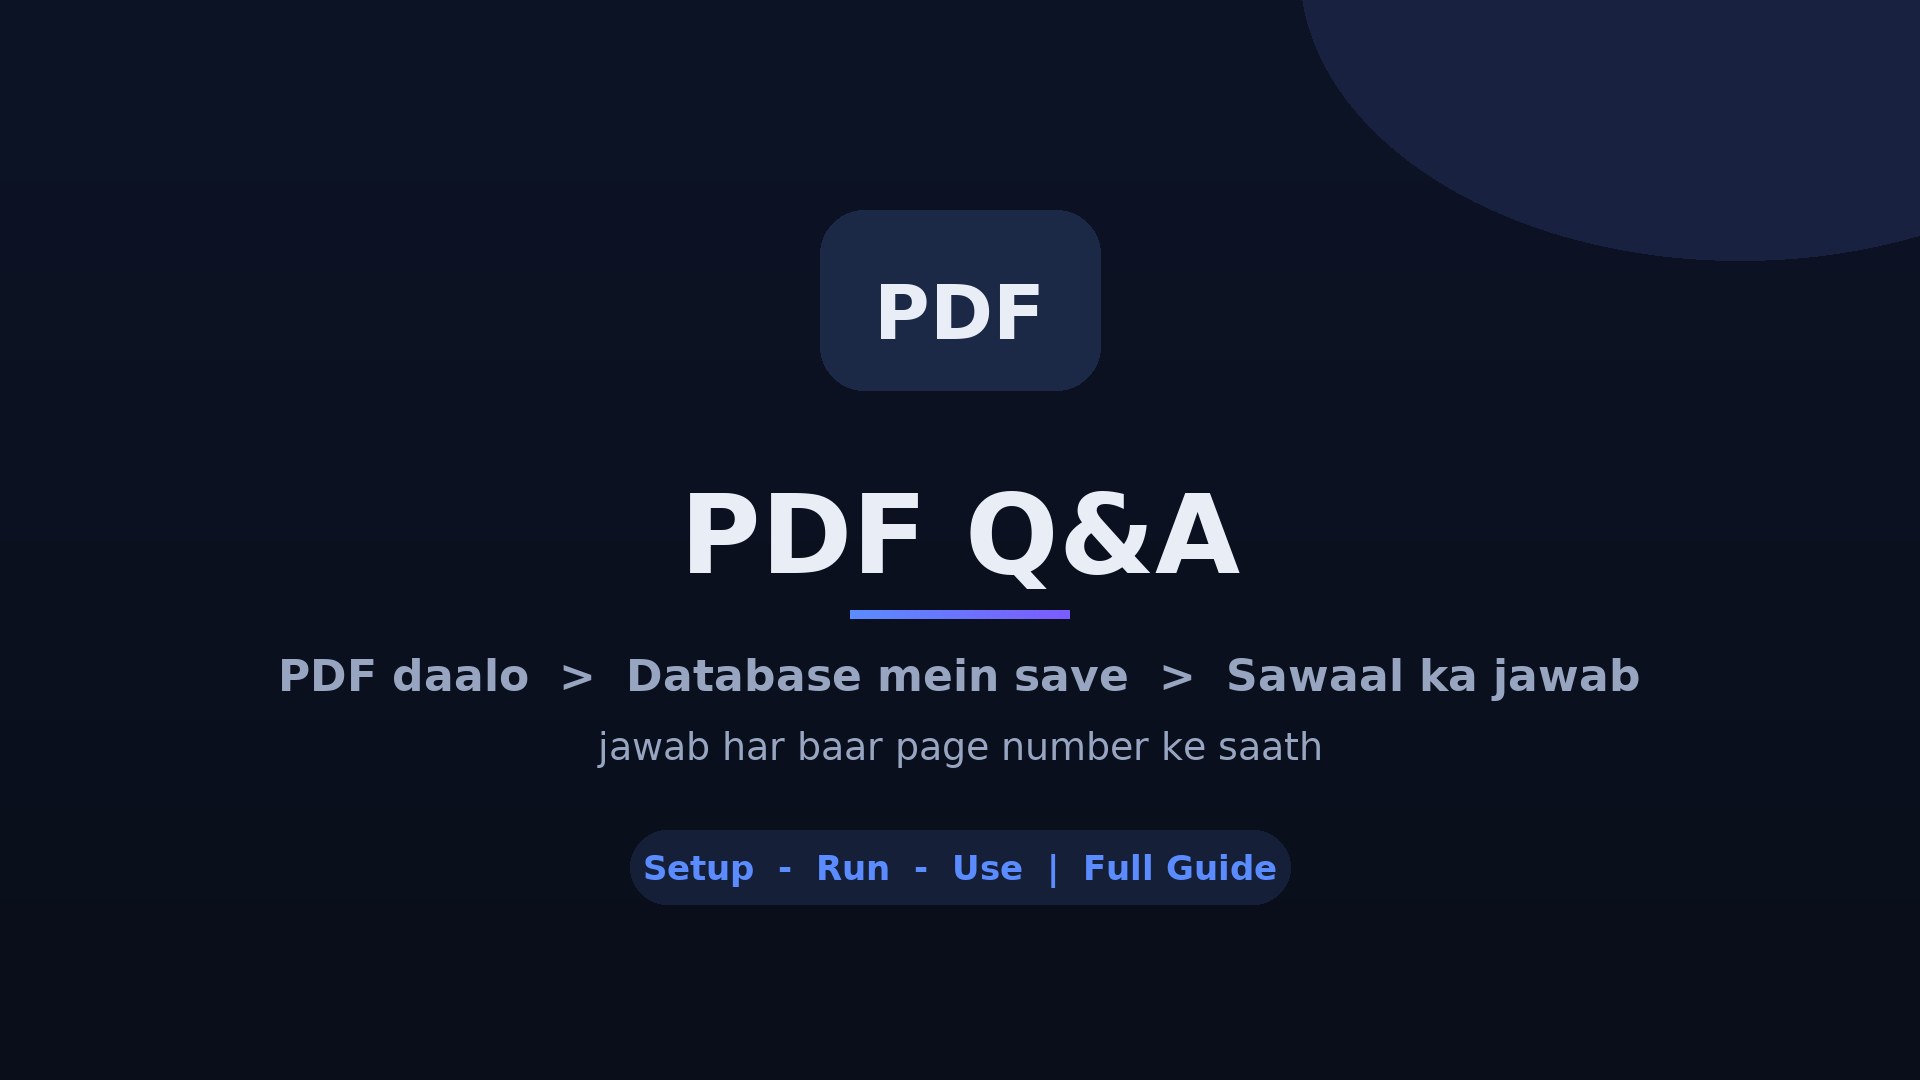 PDF
PDF Q&A
PDF daalo > Database mein save > Sawaal ka jawab
jawab har baar page number ke saath
Setup - Run - Use | Full Guide